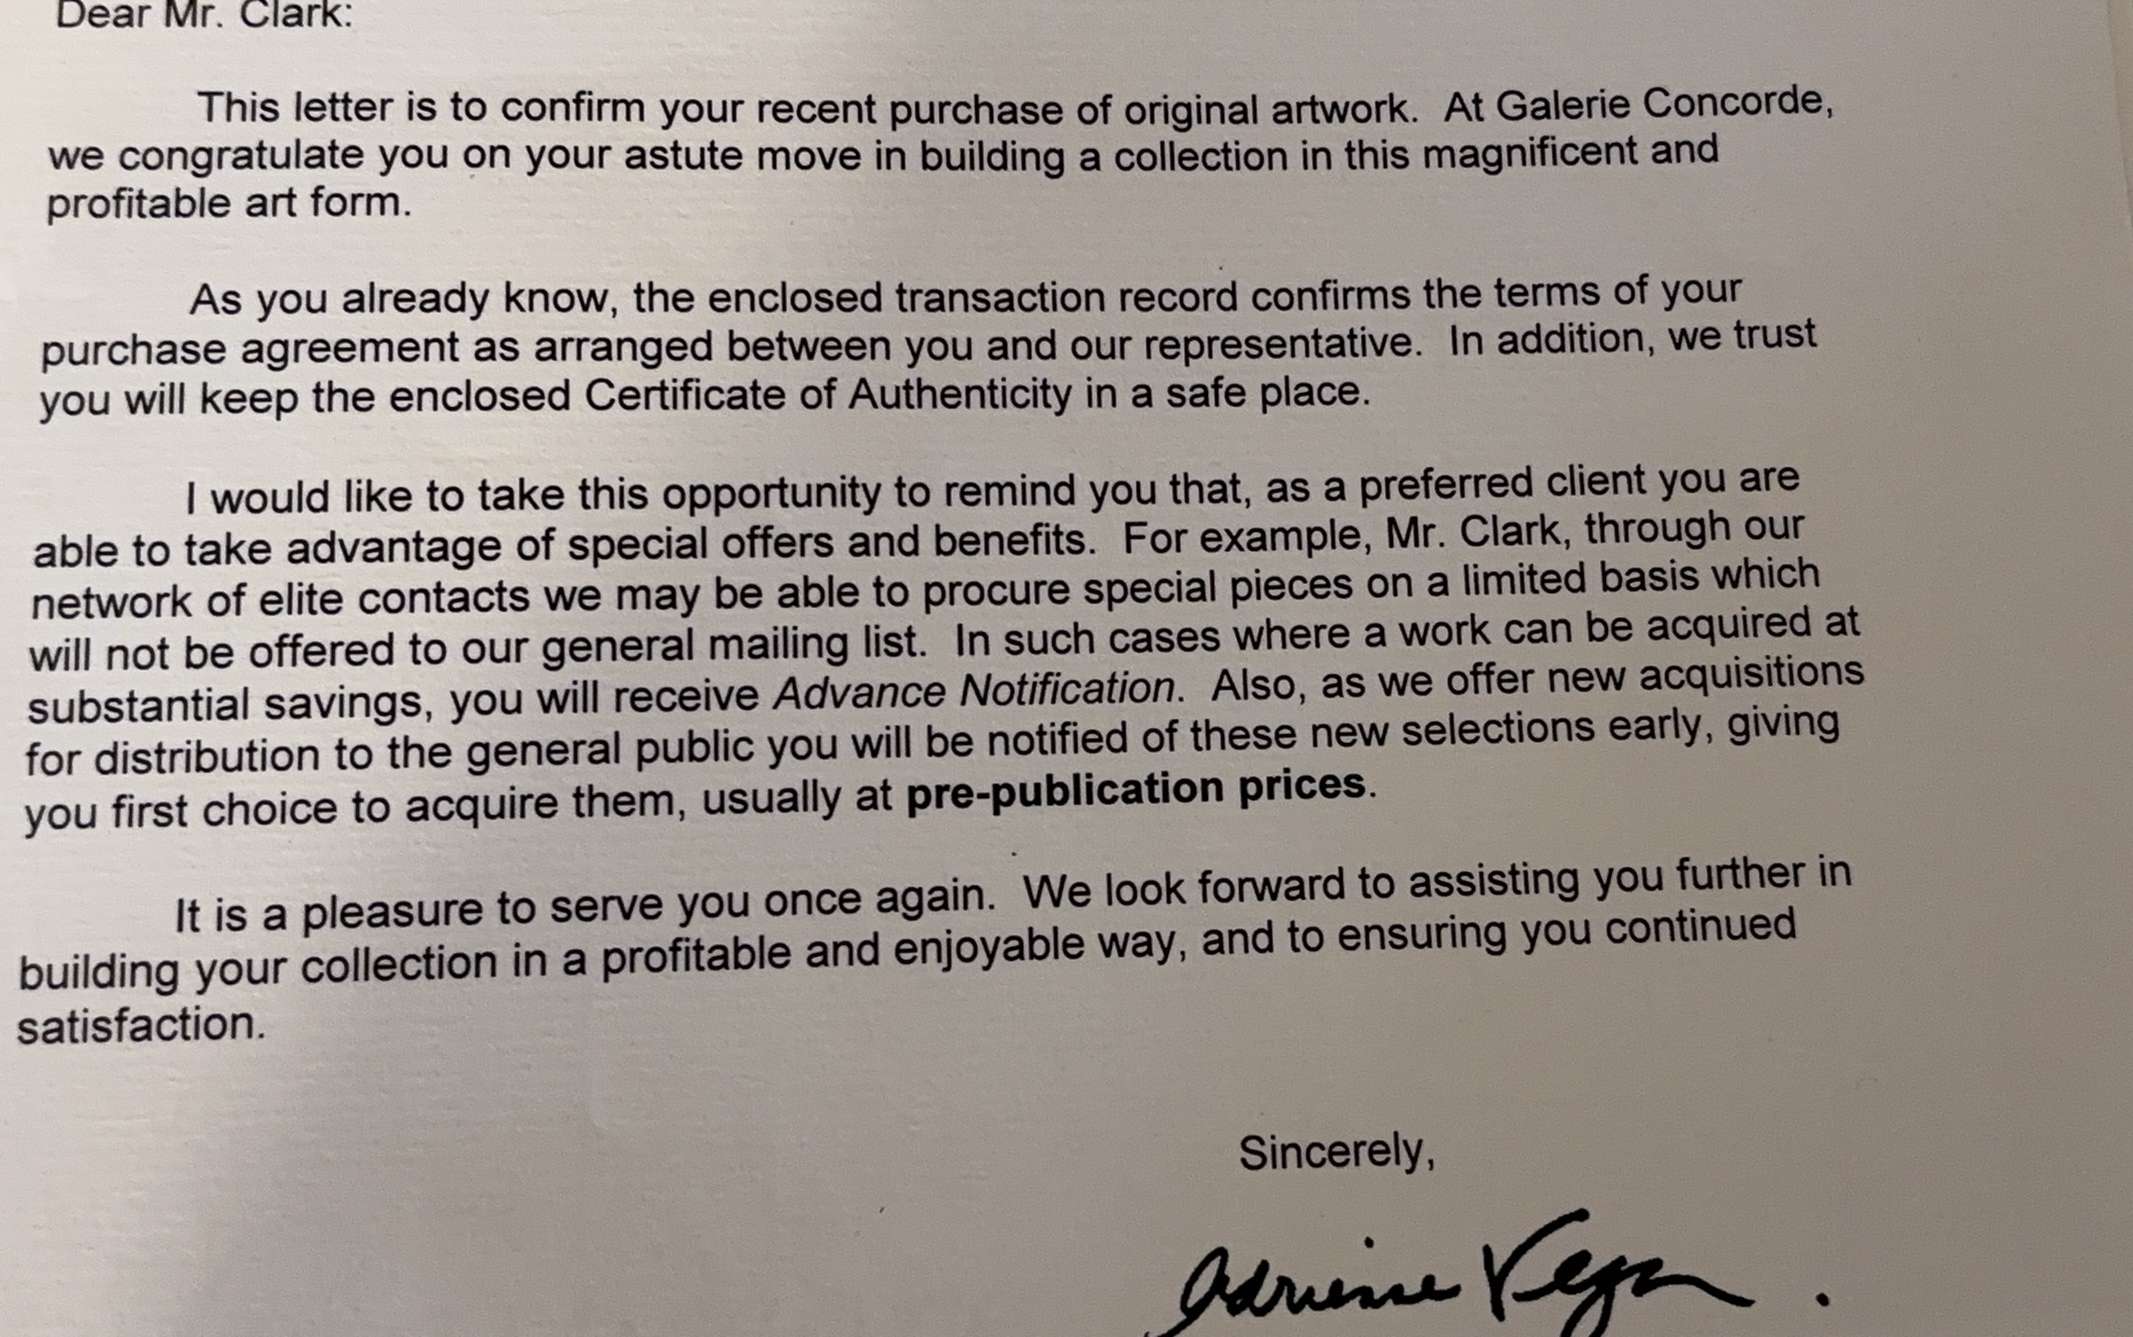 Dear Mr. Clark:
This letter is to confirm your recent purchase of original artwork. At Galerie Concorde,
we congratulate you on your astute move in building a collection in this magnificent and
profitable art form.
As you already know, the enclosed transaction record confirms the terms of your
purchase agreement as arranged between you and our representative. In addition, we trust
you will keep the enclosed Certificate of Authenticity in a safe place.
I would like to take this opportunity to remind you that, as a preferred client you are
able to take advantage of special offers and benefits. For example, Mr. Clark, through our
network of elite contacts we may be able to procure special pieces on a limited basis which
will not be offered to our general mailing list. In such cases where a work can be acquired at
substantial savings, you will receive Advance Notification. Also, as we offer new acquisitions
for distribution to the general public you will be notified of these new selections early, giving
you first choice to acquire them, usually at pre-publication prices.
It is a pleasure to serve you once again. We look forward to assisting you further in
building your collection in a profitable and enjoyable way, and to ensuring you continued
satisfaction.
Sincerely,
Adrienne Vega